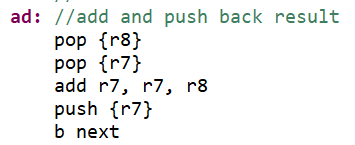 ad: //add and push back result
pop {r8}
pop {r7}
add r7, r7, r8
push {r7}
b next